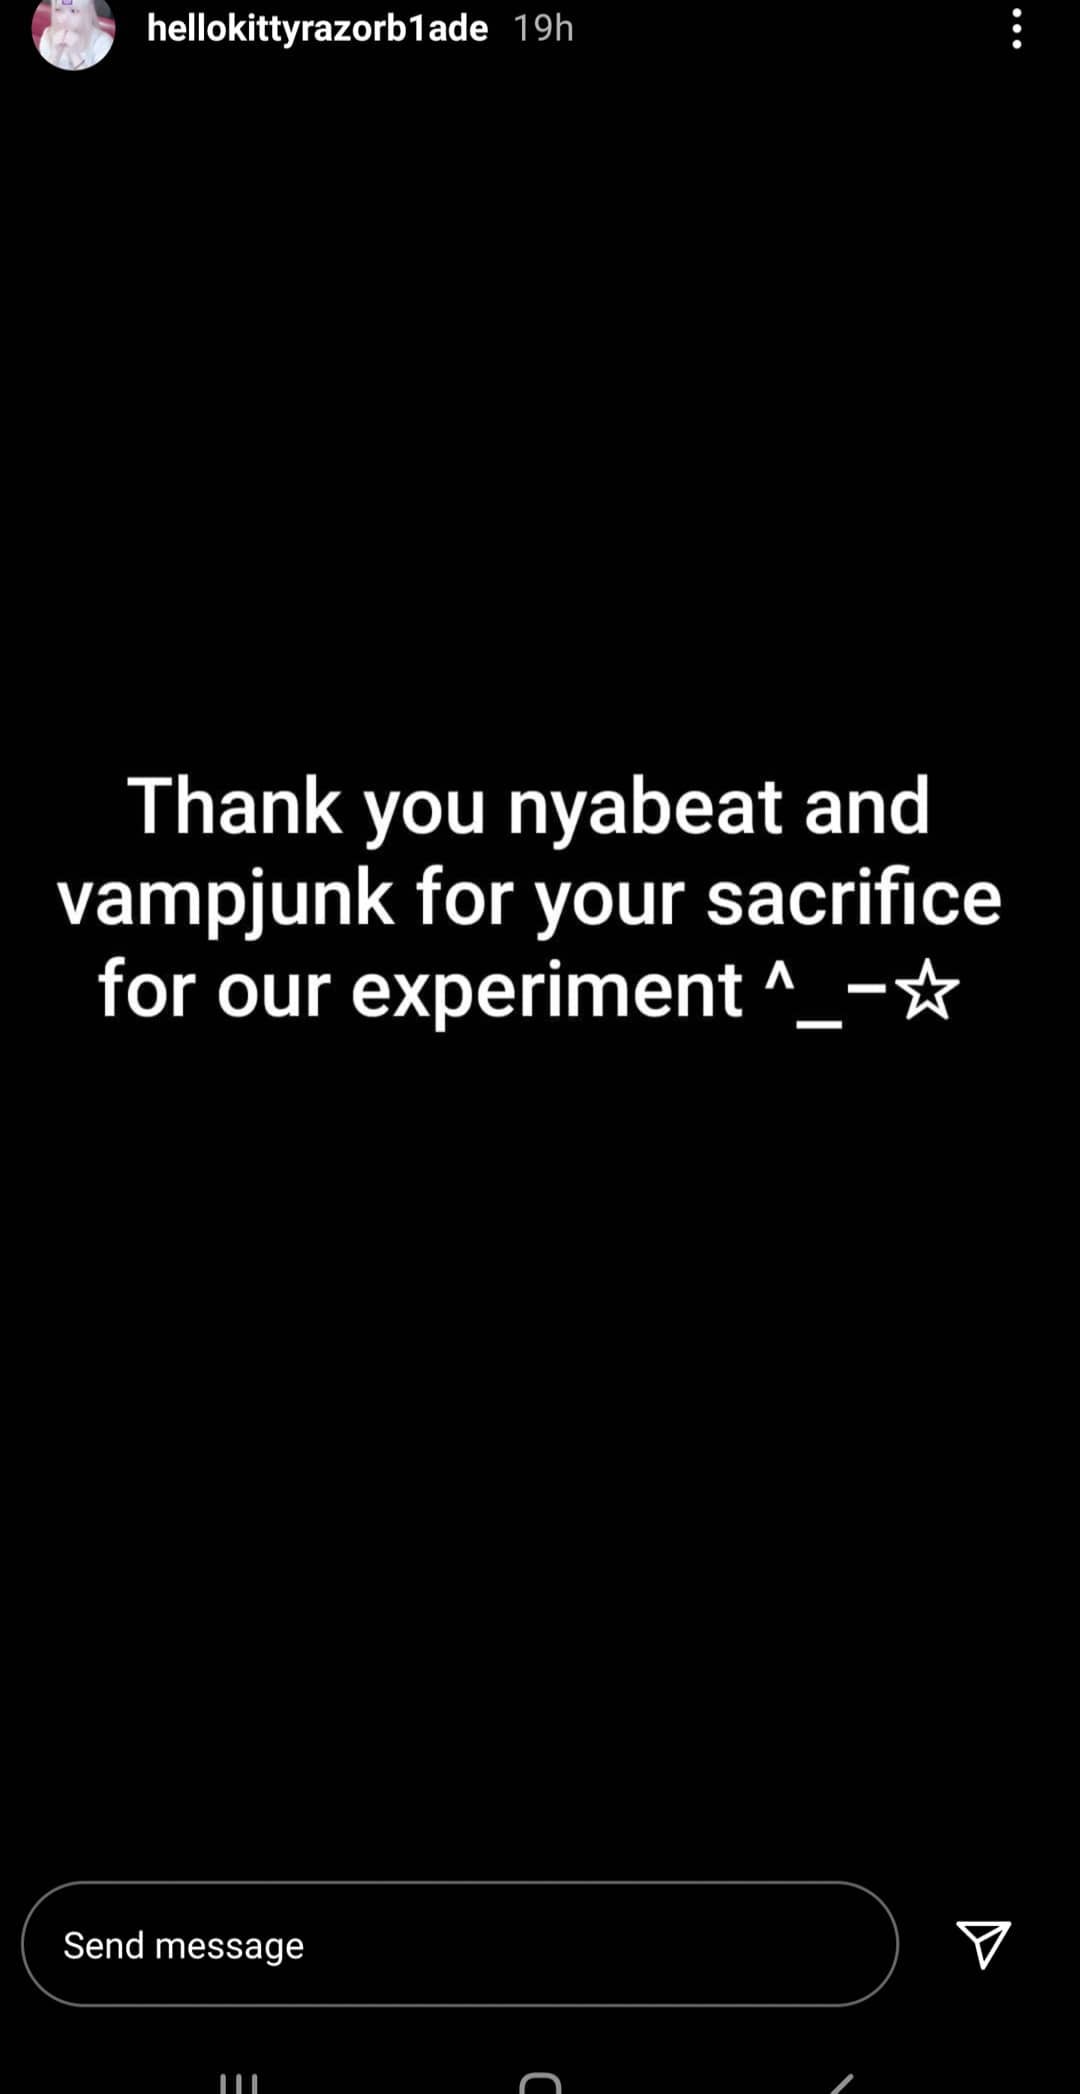 hellokittyrazorb1ade 19h
Thank you nyabeat and
vampjunk for your sacrifice
for our experiment ^_−☆
Send message